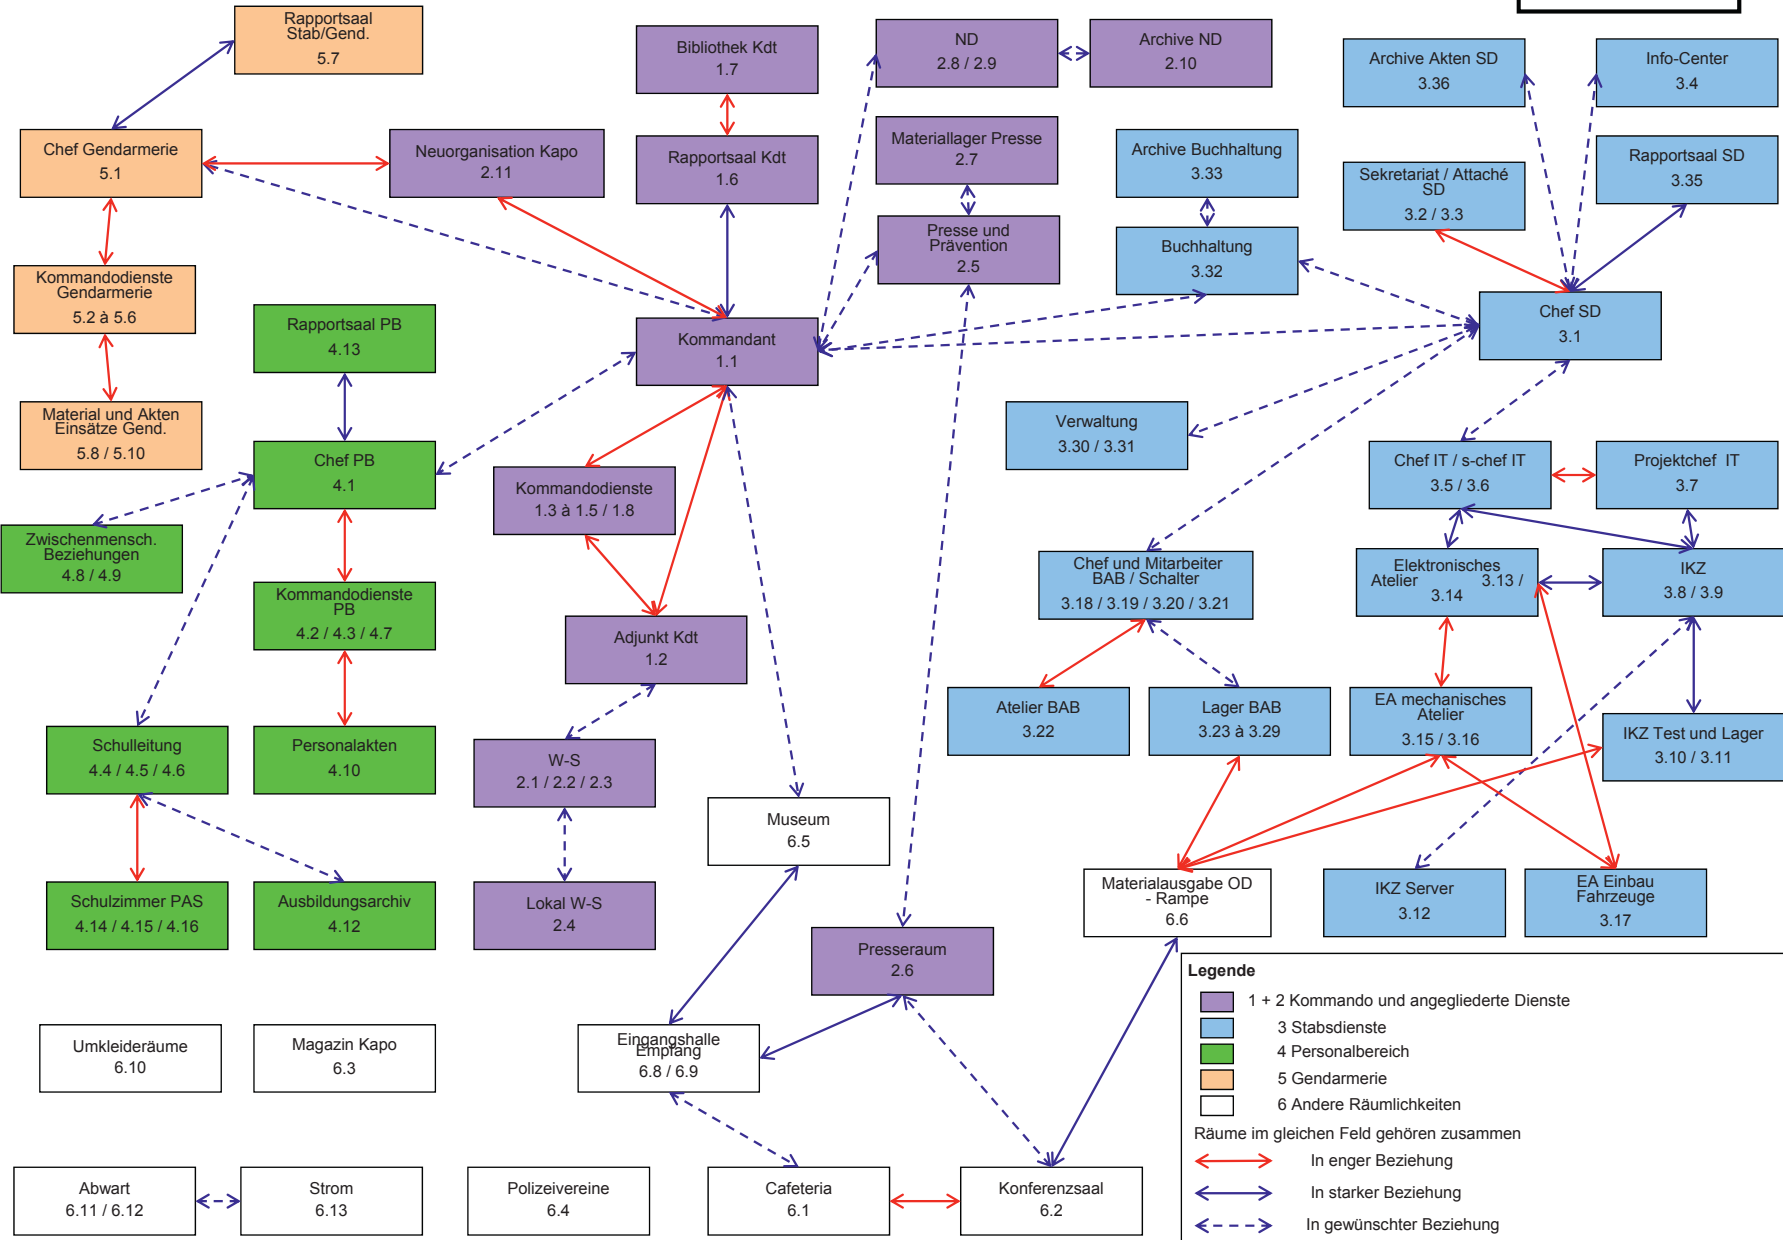 Rapportsaal
Stab/Gend.
5.7
Bibliothek Kdt
1.7
ND
2.8 / 2.9
Archive ND
2.10
Archive Akten SD
3.36
Info-Center
3.4
Chef Gendarmerie
5.1
Neuorganisation Kapo
2.11
Rapportsaal Kdt
1.6
Materiallager Presse
2.7
Archive Buchhaltung
3.33
Sekretariat / Attaché
SD
3.2 / 3.3
Rapportsaal SD
3.35
Presse und
Prävention
2.5
Buchhaltung
3.32
Kommandodienste
Gendarmerie
5.2 à 5.6
Rapportsaal PB
4.13
Kommandant
1.1
Chef SD
3.1
Material und Akten
Einsätze Gend.
5.8 / 5.10
Chef PB
4.1
Verwaltung
3.30 / 3.31
Kommandodienste
1.3 à 1.5 / 1.8
Chef IT / s-chef IT
3.5 / 3.6
Projektchef  IT
3.7
Zwischenmensch.
Beziehungen
4.8 / 4.9
Kommandodienste
PB
4.2 / 4.3 / 4.7
Adjunkt Kdt
1.2
Chef und Mitarbeiter
BAB / Schalter
3.18 / 3.19 / 3.20 / 3.21
Elektronisches
Atelier 3.13 /
3.14
IKZ
3.8 / 3.9
Schulleitung
4.4 / 4.5 / 4.6
Personalakten
4.10
W-S
2.1 / 2.2 / 2.3
Atelier BAB
3.22
Lager BAB
3.23 à 3.29
EA mechanisches
Atelier
3.15 / 3.16
IKZ Test und Lager
3.10 / 3.11
Museum
6.5
Schulzimmer PAS
4.14 / 4.15 / 4.16
Ausbildungsarchiv
4.12
Lokal W-S
2.4
Presseraum
2.6
Materialausgabe OD
- Rampe
6.6
IKZ Server
3.12
EA Einbau
Fahrzeuge
3.17
Umkleideräume
6.10
Magazin Kapo
6.3
Eingangshalle
Empfang
6.8 / 6.9
Abwart
6.11 / 6.12
Strom
6.13
Polizeivereine
6.4
Cafeteria
6.1
Konferenzsaal
6.2
Legende
1 + 2 Kommando und angegliederte Dienste
3 Stabsdienste
4 Personalbereich
5 Gendarmerie
6 Andere Räumlichkeiten
Räume im gleichen Feld gehören zusammen
In enger Beziehung
In starker Beziehung
In gewünschter Beziehung